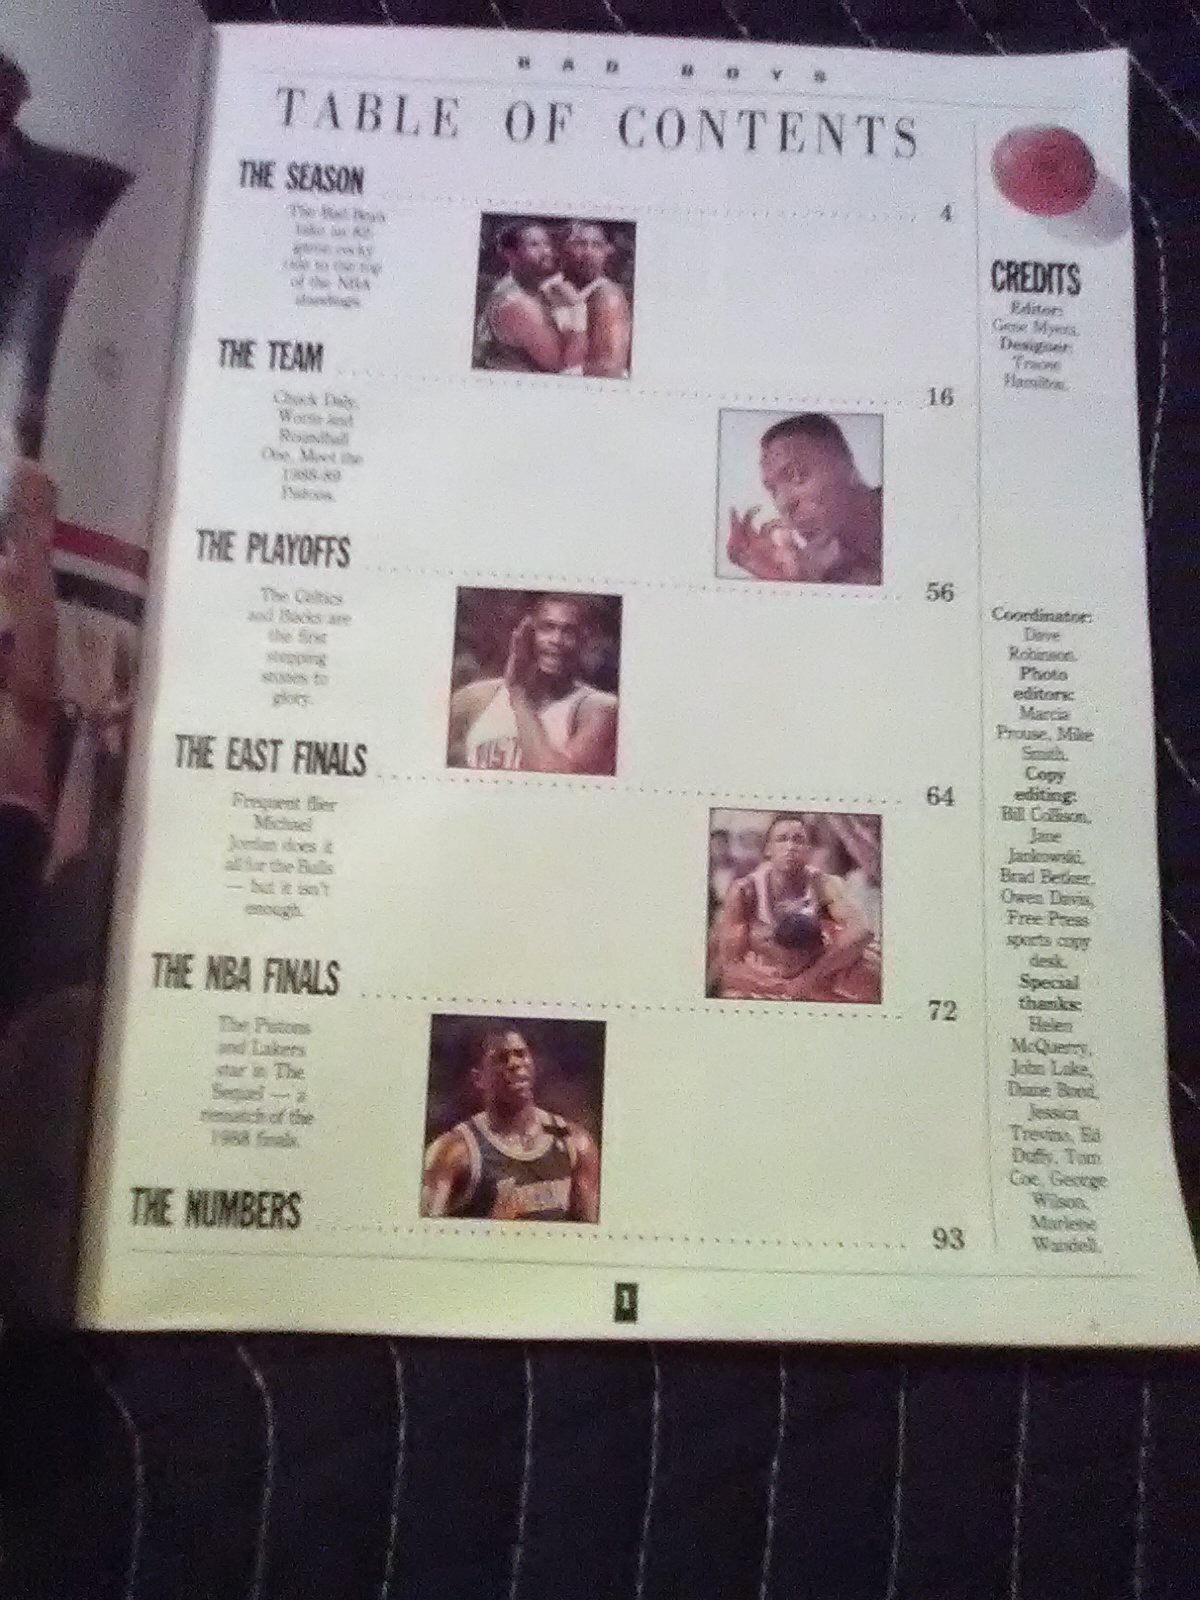 BAD BOYS
TABLE OF CONTENTS
THE SEASON
4
The Bad Boys
take an 82-
game rocky
ride to the top
of the NBA
standings.
THE TEAM
16
Chuck Daly,
Worm and
Roundball
One. Meet the
1988-89
Pistons.
THE PLAYOFFS
56
The Celtics
and Bucks are
the first
stepping
stones to
glory.
THE EAST FINALS
64
Frequent flier
Michael
Jordan does it
all for the Bulls
— but it isn't
enough.
THE NBA FINALS
72
The Pistons
and Lakers
star in The
Sequel — a
rematch of the
1988 finals.
THE NUMBERS
93
CREDITS
Editor:
Gene Myers.
Designer:
Tracee
Hamilton.
Coordinator:
Dave
Robinson.
Photo
editors:
Marcia
Prouse, Mike
Smith.
Copy
editing:
Bill Collison,
Jane
Jankowski,
Brad Betker,
Owen Davis,
Free Press
sports copy
desk.
Special
thanks:
Helen
McQuerry,
John Lake,
Diane Bond,
Jessica
Trevino, Ed
Duffy, Tom
Coe, George
Wilson,
Marlene
Wandell.
1